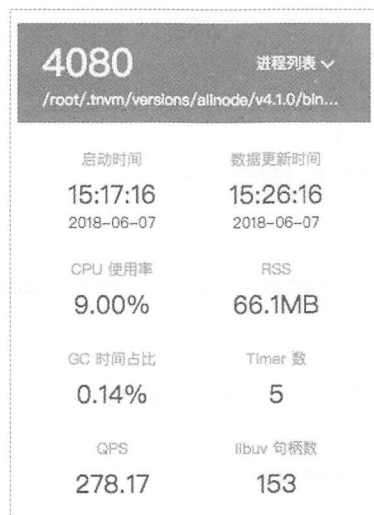 4080
进程列表
/root/.tnvm/versions/alinode/v4.1.0/bin...
启动时间 数据更新时间
15:17:16 15:26:16
2018-06-07 2018-06-07
CPU 使用率 RSS
9.00% 66.1MB
GC 时间占比 Timer 数
0.14% 5
QPS libuv 句柄数
278.17 153